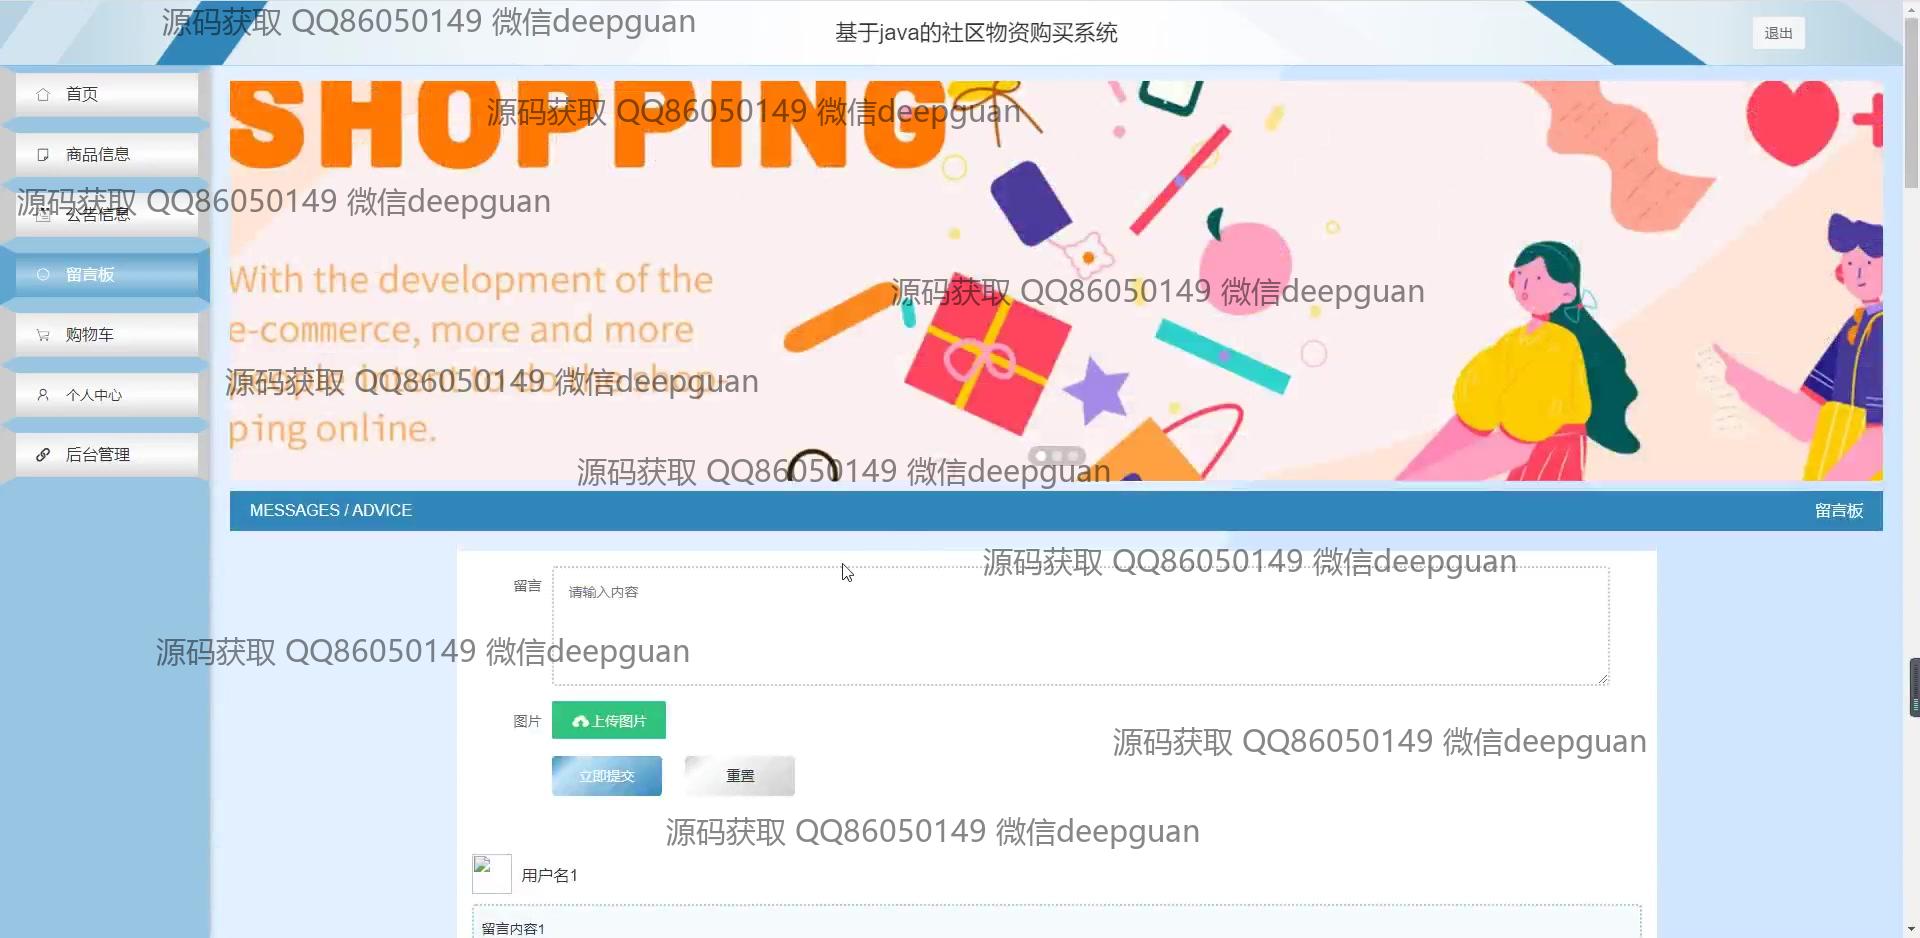 源码获取 QQ86050149 微信deepguan
基于java的社区物资购买系统
退出
首页
商品信息
公告信息
留言板
购物车
个人中心
后台管理
SHOPPING
源码获取 QQ86050149 微信deepguan
源码获取 QQ86050149 微信deepguan
With the development of the
源码获取 QQ86050149 微信deepguan
e-commerce, more and more
源码获取 QQ86050149 微信deepguan
ping online.
源码获取 QQ86050149 微信deepguan
MESSAGES / ADVICE
留言板
源码获取 QQ86050149 微信deepguan
留言
请输入内容
源码获取 QQ86050149 微信deepguan
图片
上传图片
源码获取 QQ86050149 微信deepguan
立即提交
重置
源码获取 QQ86050149 微信deepguan
用户名1
留言内容1